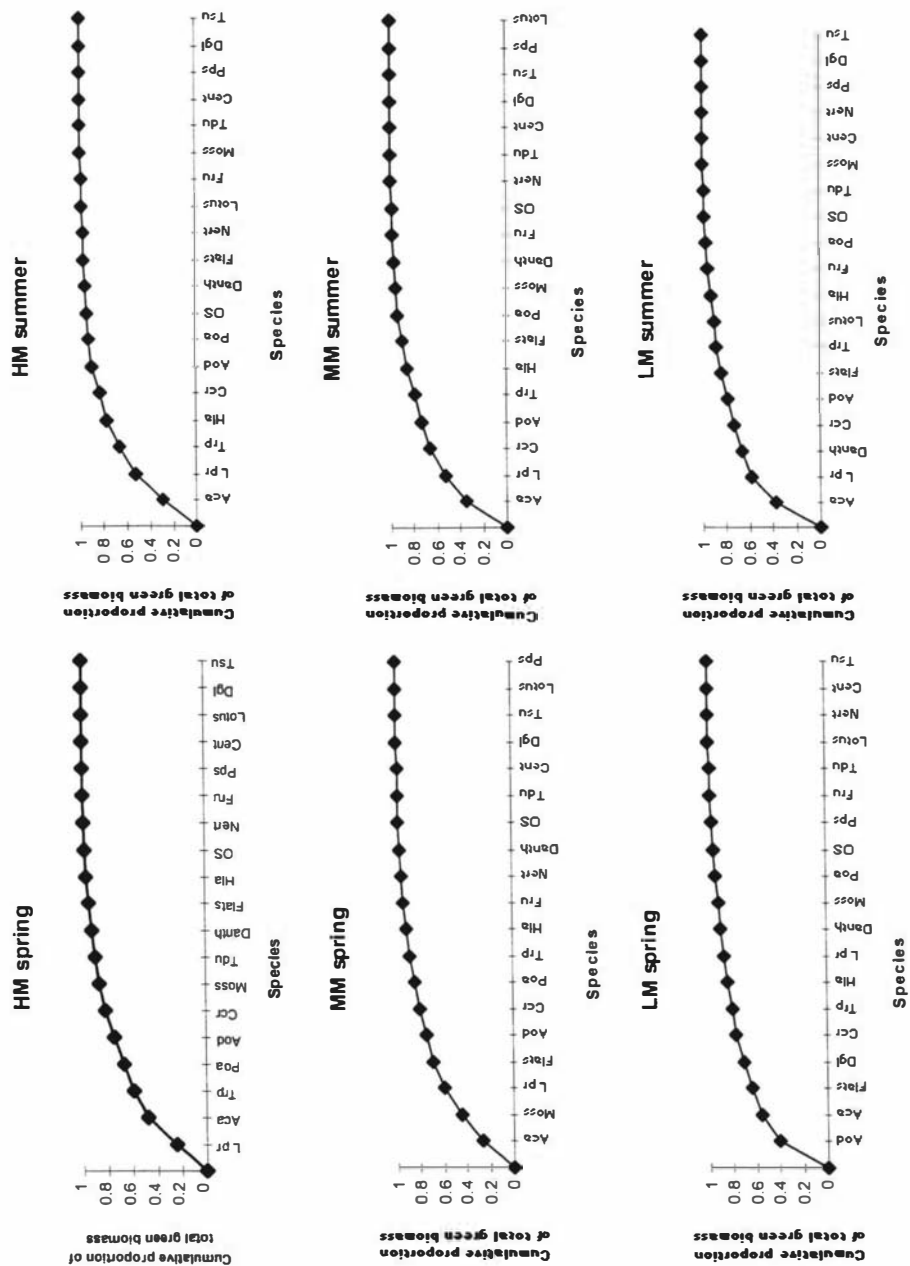 HM spring
Cumulative proportion of
total green biomass
1
0.8
0.6
0.4
0.2
0
Lpr Aca Trp Poa Aod Ccr Moss Tdu Danth Flats Hla OS Nert Fru Pps Cent Lotus Dgl Tsu
Species
HM summer
Cumulative proportion
of total green biomass
1
0.8
0.6
0.4
0.2
0
Aca Lpr Trp Hla Ccr Aod Poa OS Danth Flats Nert Lotus Fru Moss Tdu Cent Pps Dgl Tsu
Species
MM spring
Cumulative proportion
of total green biomass
1
0.8
0.6
0.4
0.2
0
Aca Moss Lpr Flats Aod Ccr Poa Trp Hla Fru Nert Danth OS Tdu Cent Dgl Tsu Lotus Pps
Species
MM summer
Cumulative proportion
of total green biomass
1
0.8
0.6
0.4
0.2
0
Aca Lpr Ccr Aod Trp Hla Flats Poa Moss Danth Fru OS Nert Tdu Cent Dgl Tsu Pps Lotus
Species
LM spring
Cumulative proportion
of total green biomass
1
0.8
0.6
0.4
0.2
0
Aod Aca Flats Dgl Ccr Trp Hla Lpr Danth Moss Poa OS Pps Fru Tdu Lotus Nert Cent Tsu
Species
LM summer
Cumulative proportion
of total green biomass
1
0.8
0.6
0.4
0.2
0
Aca Lpr Danth Ccr Aod Flats Trp Lotus Hla Fru Poa OS Tdu Moss Cent Nert Pps Dgl Tsu
Species